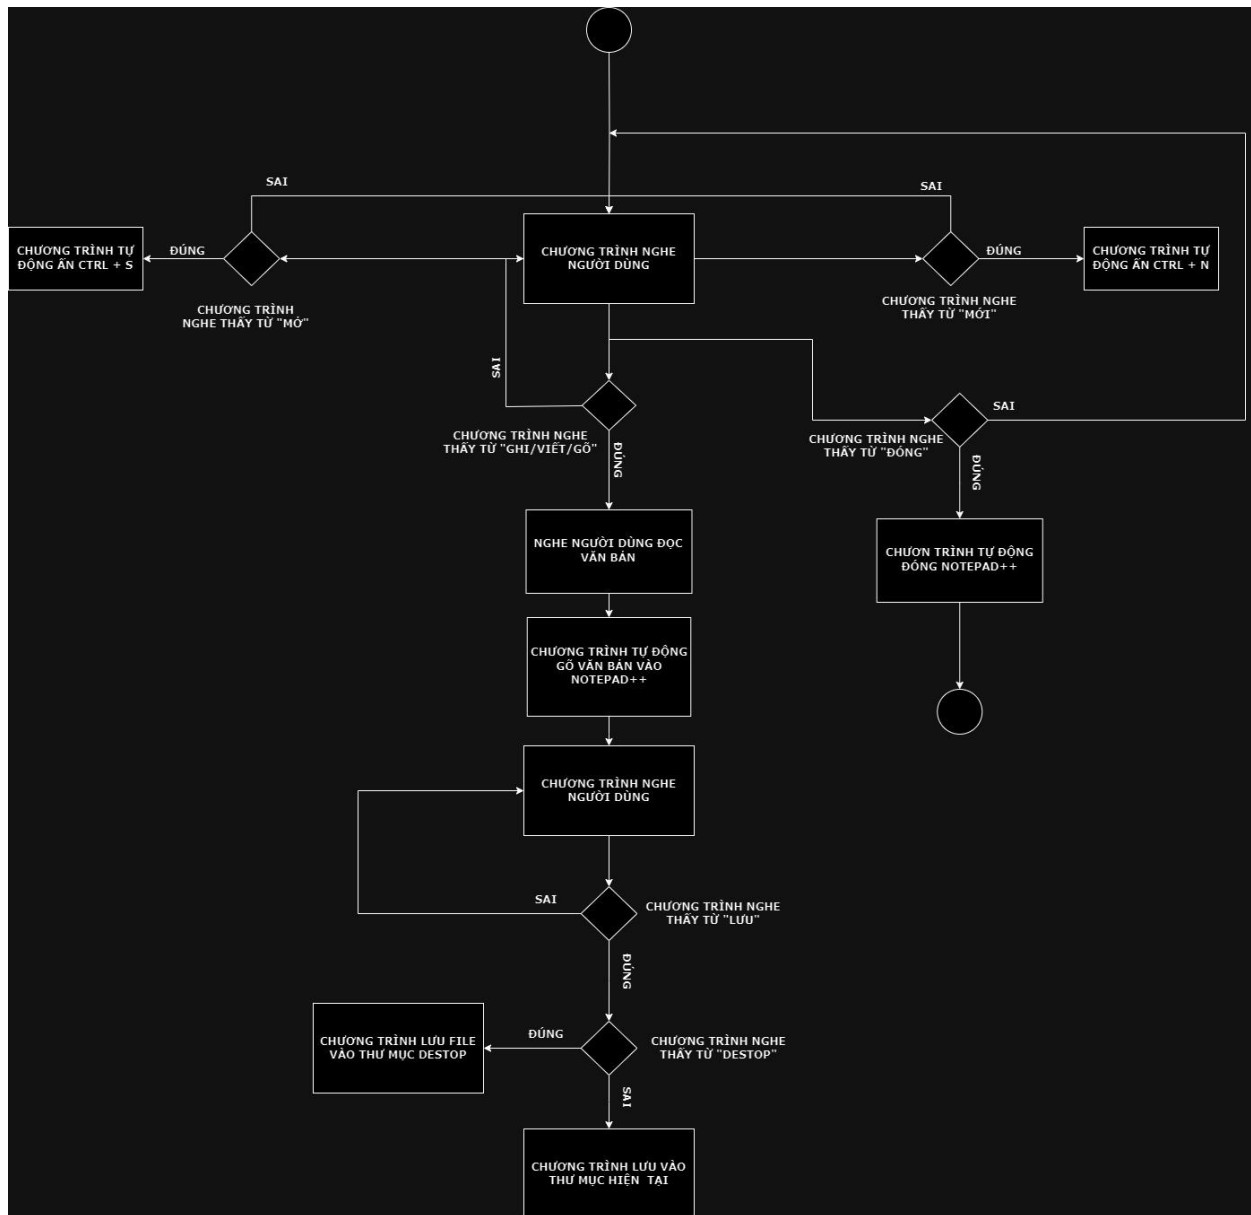 SAI
SAI
CHƯƠNG TRÌNH TỰ
ĐỘNG ẤN CTRL + S
ĐÚNG
CHƯƠNG TRÌNH NGHE
NGƯỜI DÙNG
ĐÚNG
CHƯƠNG TRÌNH TỰ
ĐỘNG ẤN CTRL + N
CHƯƠNG TRÌNH
NGHE THẤY TỪ "MỞ"
CHƯƠNG TRÌNH NGHE
THẤY TỪ "MỚI"
SAI
SAI
CHƯƠNG TRÌNH NGHE
THẤY TỪ "GHI/VIẾT/GÕ"
CHƯƠNG TRÌNH NGHE
THẤY TỪ "ĐÓNG"
ĐÚNG
ĐÚNG
NGHE NGƯỜI DÙNG ĐỌC
VĂN BẢN
CHƯƠN TRÌNH TỰ ĐỘNG
ĐÓNG NOTEPAD++
CHƯƠNG TRÌNH TỰ ĐỘNG
GÕ VĂN BẢN VÀO
NOTEPAD++
CHƯƠNG TRÌNH NGHE
NGƯỜI DÙNG
SAI
CHƯƠNG TRÌNH NGHE
THẤY TỪ "LƯU"
ĐÚNG
CHƯƠNG TRÌNH LƯU FILE
VÀO THƯ MỤC DESTOP
ĐÚNG
CHƯƠNG TRÌNH NGHE
THẤY TỪ "DESTOP"
SAI
CHƯƠNG TRÌNH LƯU VÀO
THƯ MỤC HIỆN TẠI